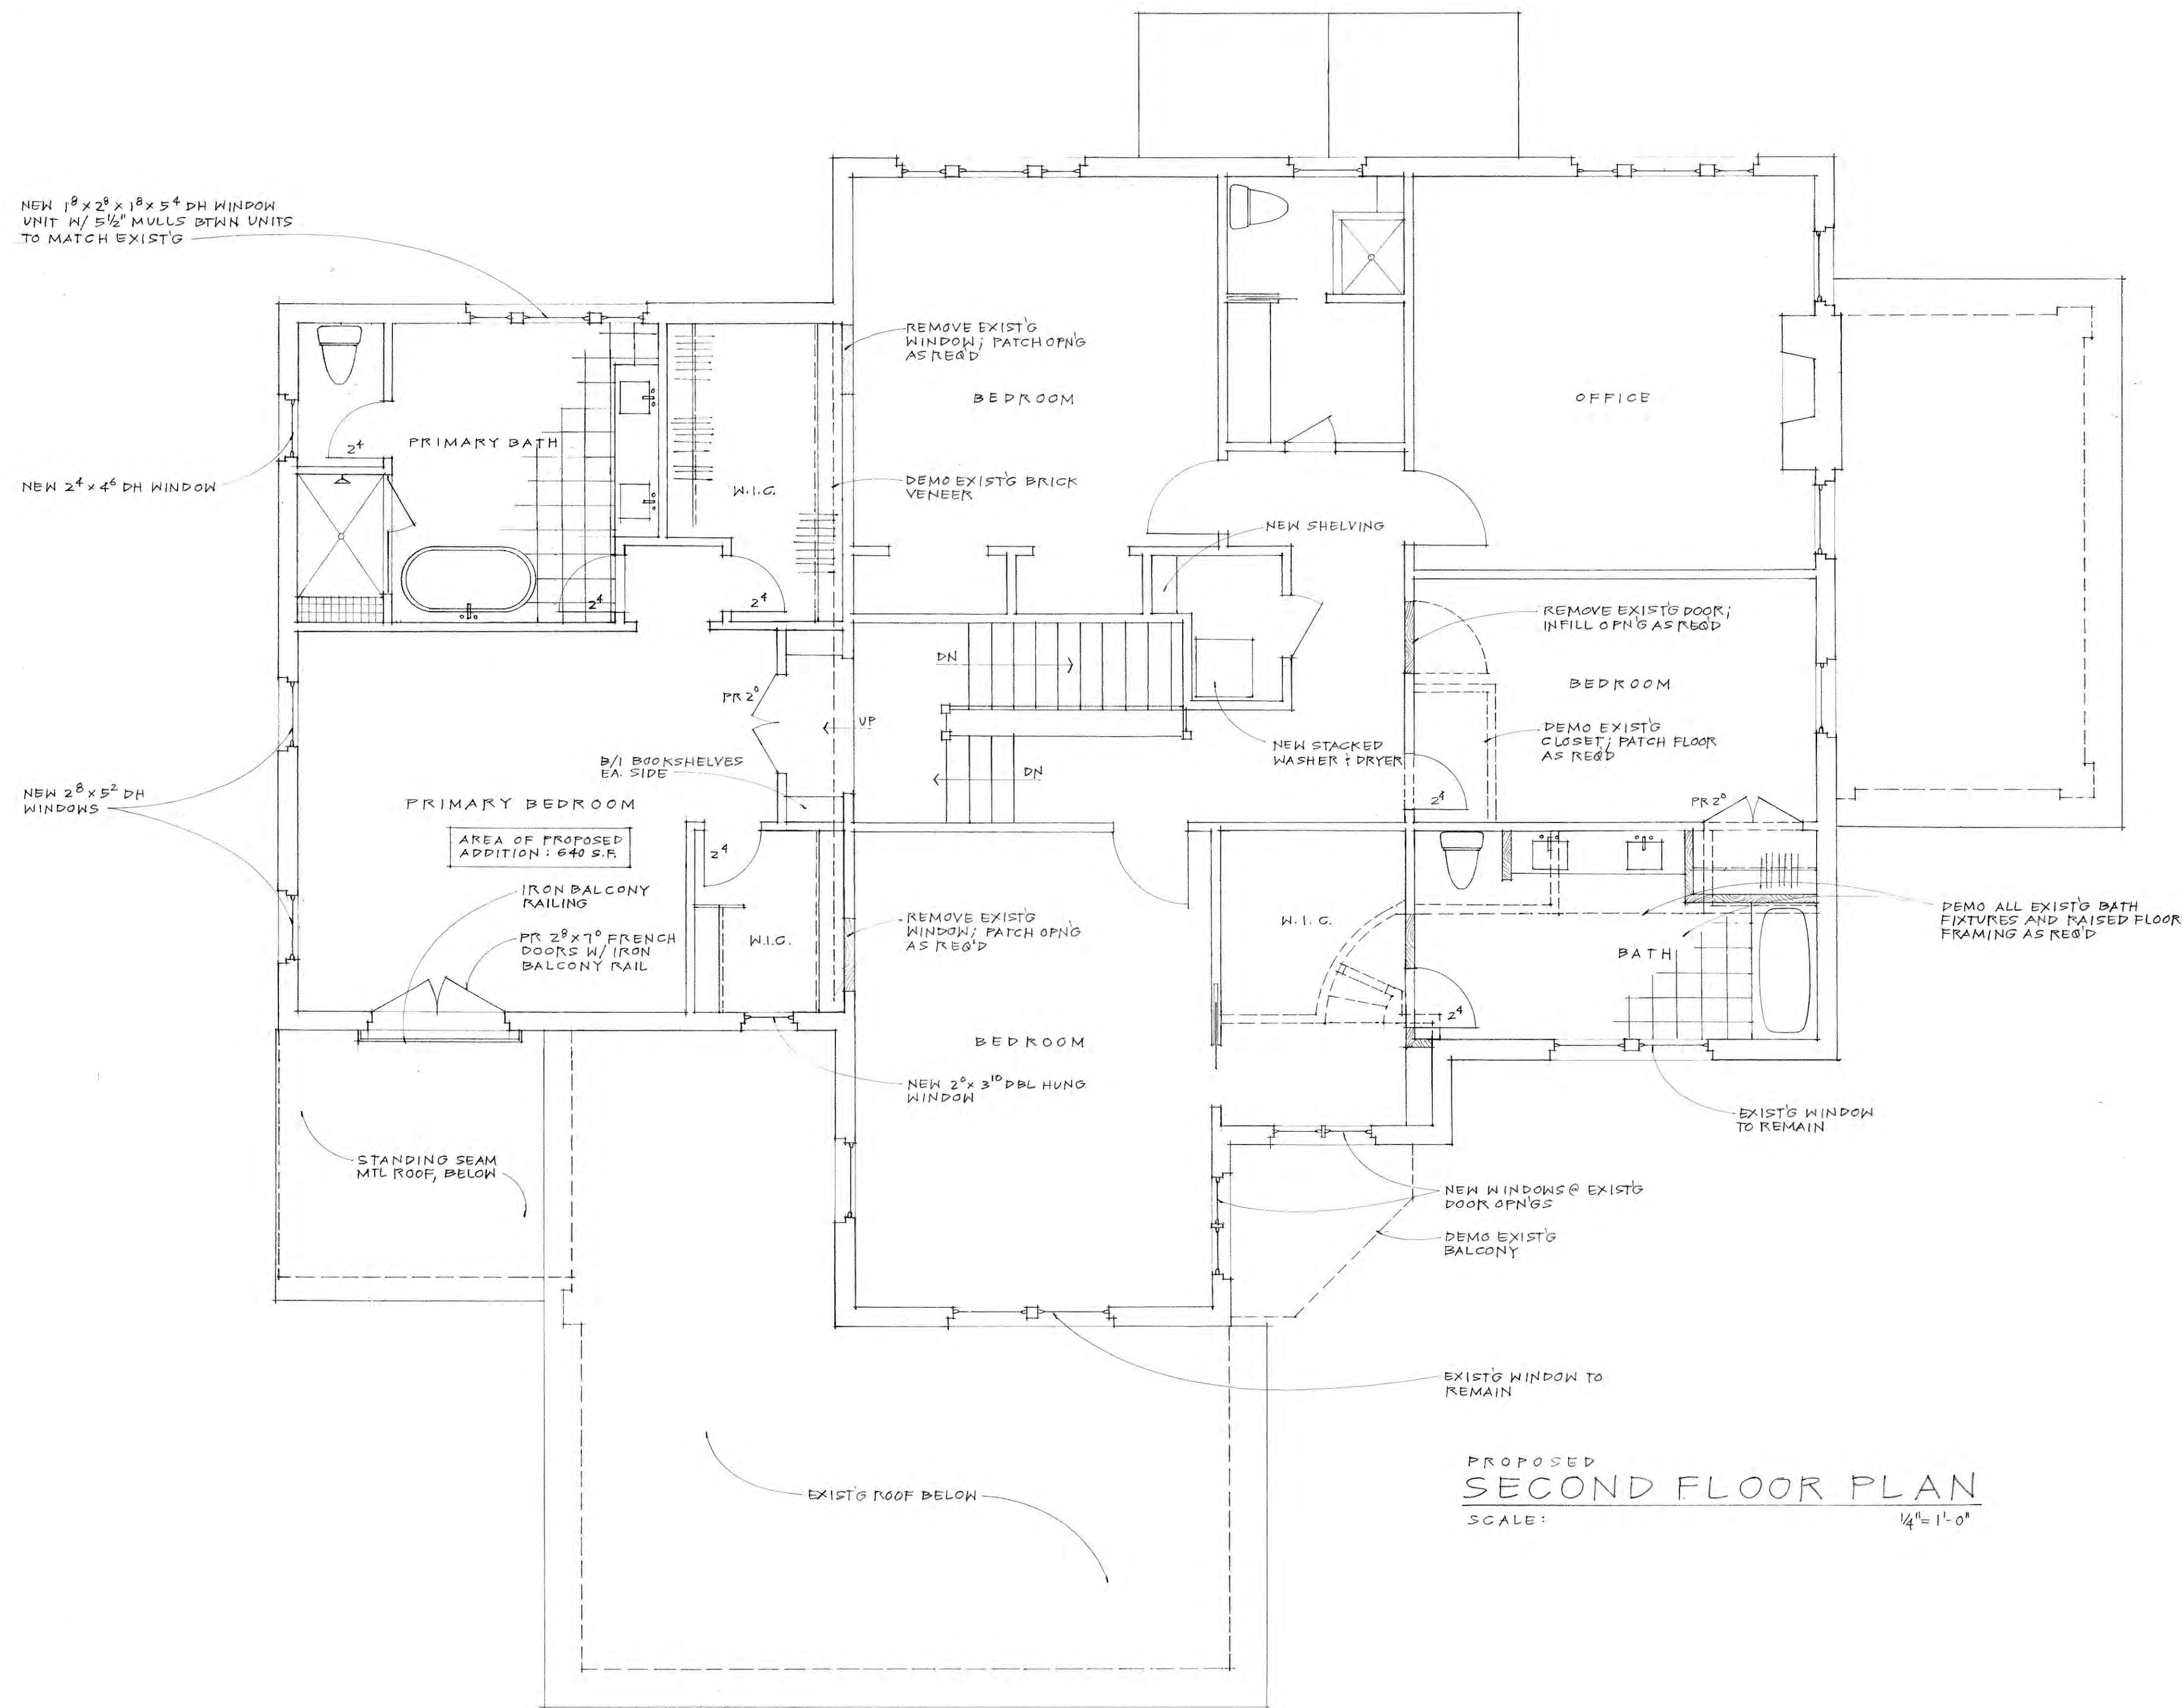 NEW 1⁸ x 2⁸ x 1⁸ x 5⁴ DH WINDOW
UNIT W/ 5½" MULLS BTWN UNITS
TO MATCH EXIST'G
REMOVE EXIST'G
WINDOW; PATCH OPN'G
AS REQ'D
BEDROOM
OFFICE
2⁴
PRIMARY BATH
NEW 2⁴ x 4⁶ DH WINDOW
W.I.C.
DEMO EXIST'G BRICK
VENEER
NEW SHELVING
2⁴
2⁴
REMOVE EXIST'G DOOR;
INFILL OPN'G AS REQ'D
DN
BEDROOM
PR 2⁰
UP
DEMO EXIST'G
CLOSET; PATCH FLOOR
AS REQ'D
NEW STACKED
WASHER & DRYER
B/I BOOKSHELVES
EA. SIDE
DN
NEW 2⁸ x 5² DH
WINDOWS
PRIMARY BEDROOM
2⁴
PR 2⁰
AREA OF PROPOSED
ADDITION: 640 S.F.
2⁴
IRON BALCONY
RAILING
PR 2⁸ x 7⁰ FRENCH
DOORS W/ IRON
BALCONY RAIL
W.I.C.
REMOVE EXIST'G
WINDOW; PATCH OPN'G
AS REQ'D
W.I.C.
BATH
DEMO ALL EXIST'G BATH
FIXTURES AND RAISED FLOOR
FRAMING AS REQ'D
2⁴
BEDROOM
NEW 2⁰ x 3¹⁰ DBL HUNG
WINDOW
EXIST'G WINDOW
TO REMAIN
STANDING SEAM
MTL ROOF, BELOW
NEW WINDOWS @ EXIST'G
DOOR OPN'GS
DEMO EXIST'G
BALCONY
EXIST'G WINDOW TO
REMAIN
EXIST'G ROOF BELOW
PROPOSED
SECOND FLOOR PLAN
SCALE: ¼" = 1'-0"